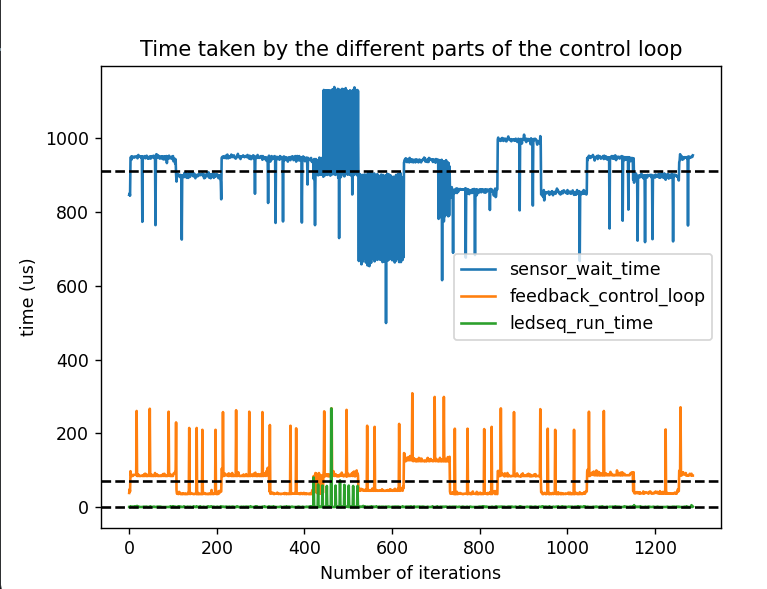 Time taken by the different parts of the control loop
time (us)
1000
800
600
400
200
0
sensor_wait_time
feedback_control_loop
ledseq_run_time
0 200 400 600 800 1000 1200
Number of iterations